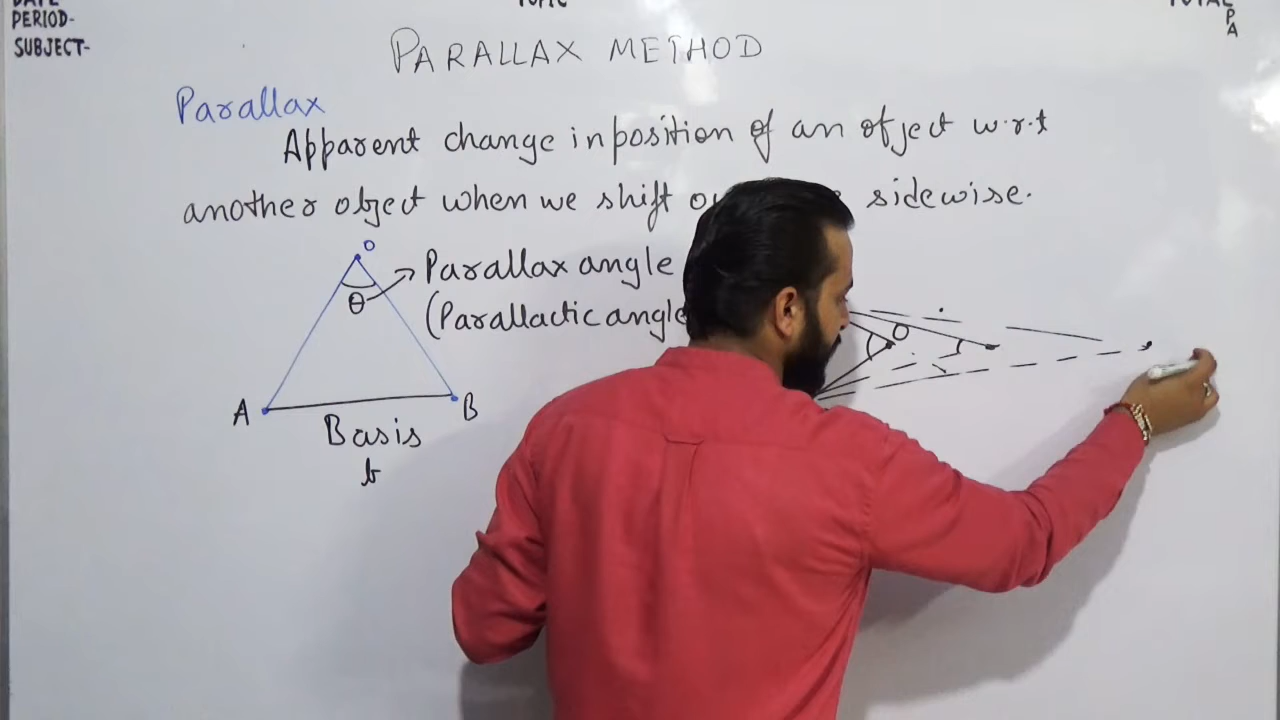 PERIOD-
SUBJECT-
P
A
PARALLAX METHOD
Parallax
Apparent change in position of an object w.r.t
another object when we shift sidewise.
O
θ
Parallax angle
(Parallactic angle
A
B
Basis
b
O